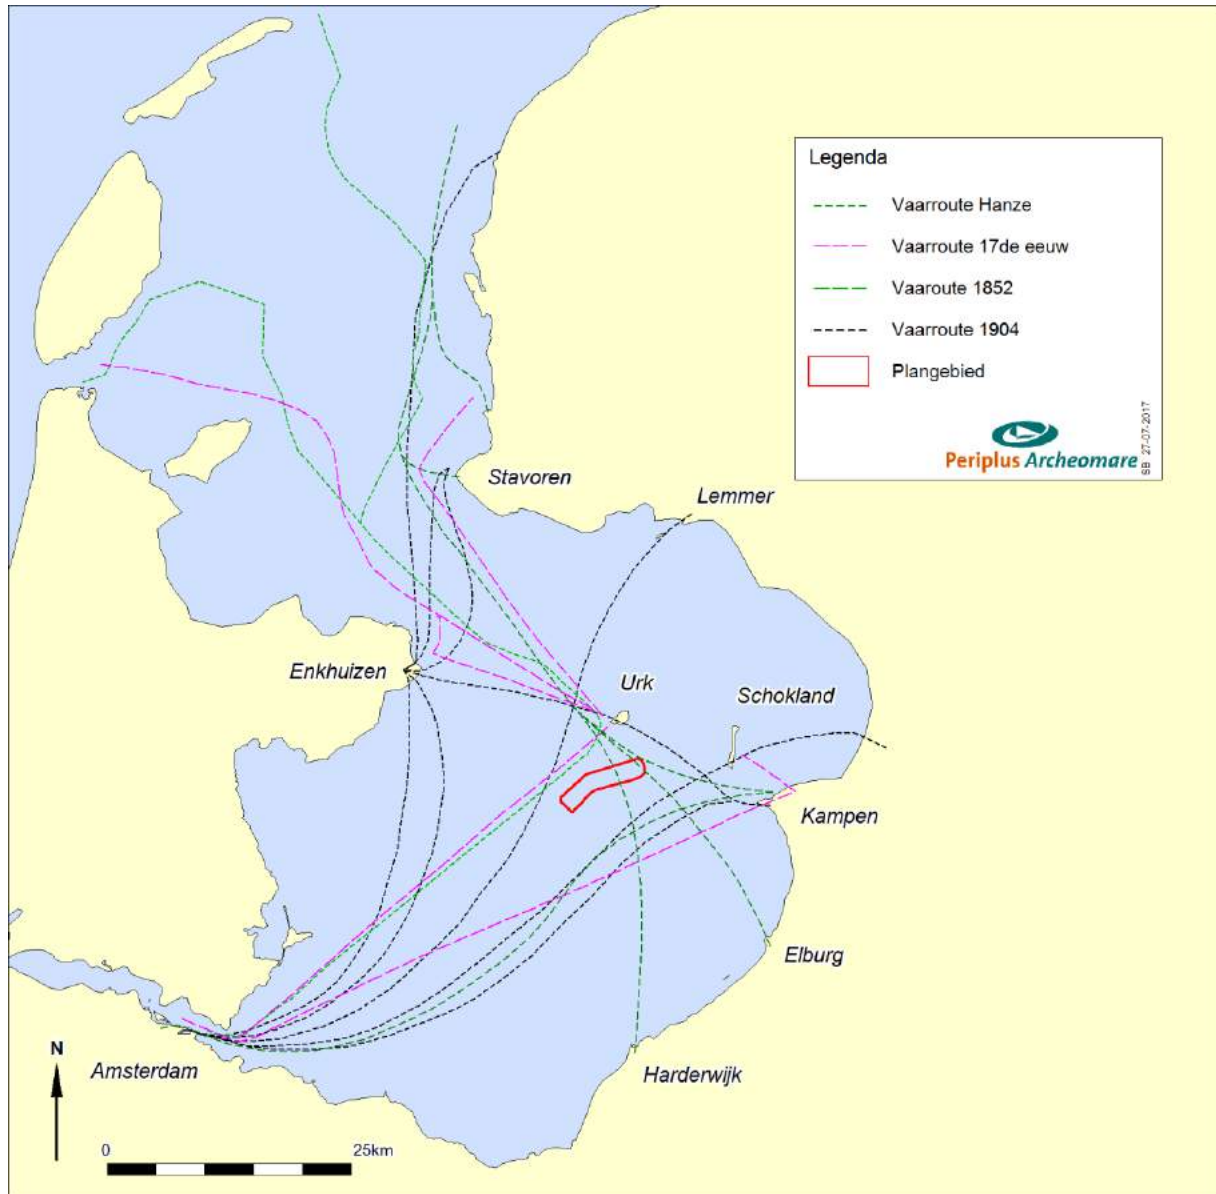 Legenda
Vaarroute Hanze
Vaarroute 17de eeuw
Vaaroute 1852
Vaarroute 1904
Plangebied
Periplus Archeomare
SB 27-07-2017
Stavoren
Lemmer
Enkhuizen
Urk
Schokland
Kampen
Elburg
Harderwijk
Amsterdam
N
0 25km